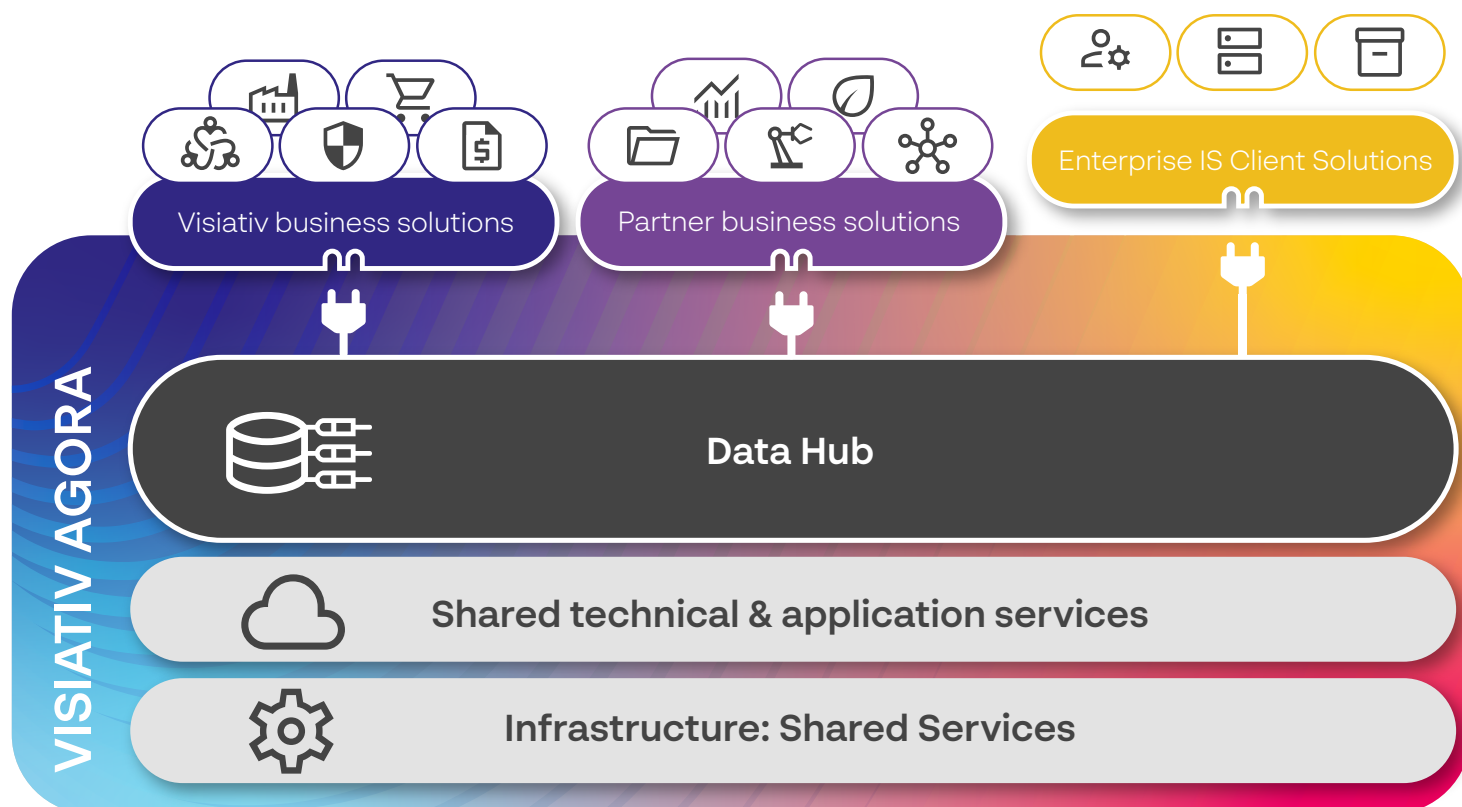 Enterprise IS Client Solutions
Visiativ business solutions
Partner business solutions
VISIATIV AGORA
Data Hub
Shared technical & application services
Infrastructure: Shared Services